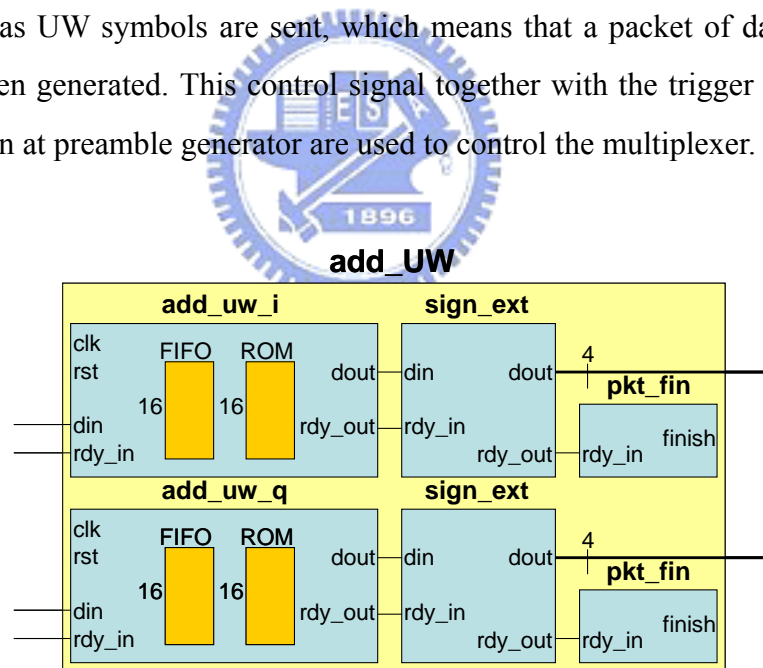 as UW symbols are sent, which means that a packet of da
en generated. This control signal together with the trigger
n at preamble generator are used to control the multiplexer.
1896
add_UW
add_uw_i
sign_ext
clk
rst
FIFO
ROM
16
16
din
rdy_in
dout
rdy_out
din
rdy_in
dout
rdy_out
4
pkt_fin
rdy_in
finish
add_uw_q
sign_ext
clk
rst
FIFO
ROM
16
16
din
rdy_in
dout
rdy_out
din
rdy_in
dout
rdy_out
4
pkt_fin
rdy_in
finish